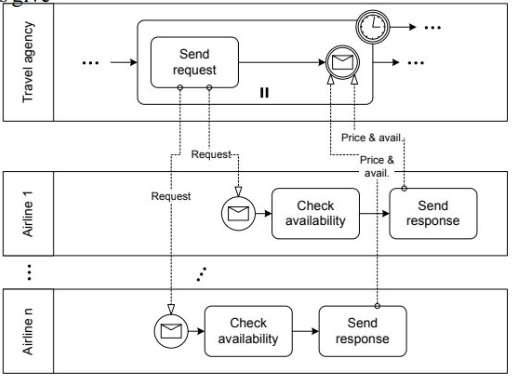 s give
Travel agency
...
Send
request
...
...
Price & avail.
Request
Price &
avail.
Request
Airline 1
Check
availability
Send
response
...
...
Airline n
Check
availability
Send
response